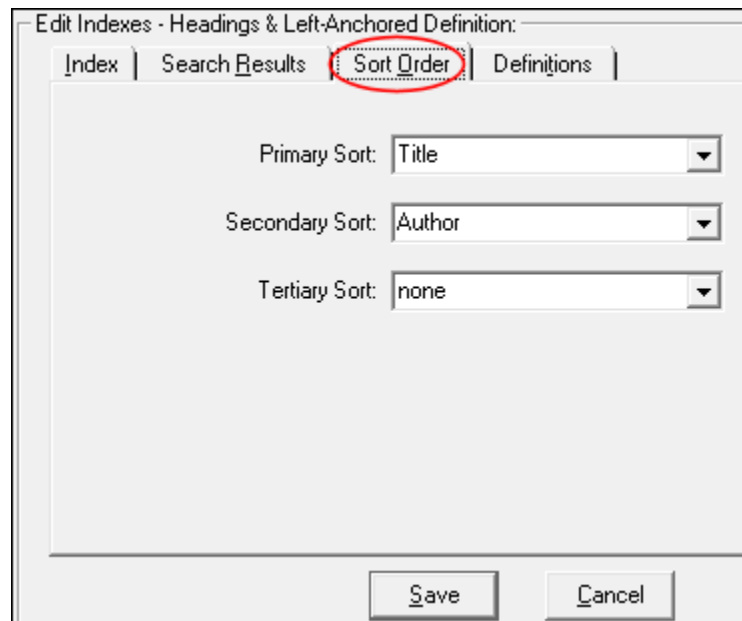 Edit Indexes - Headings & Left-Anchored Definition:
Index Search Results Sort Order Definitions
Primary Sort: Title
Secondary Sort: Author
Tertiary Sort: none
Save Cancel